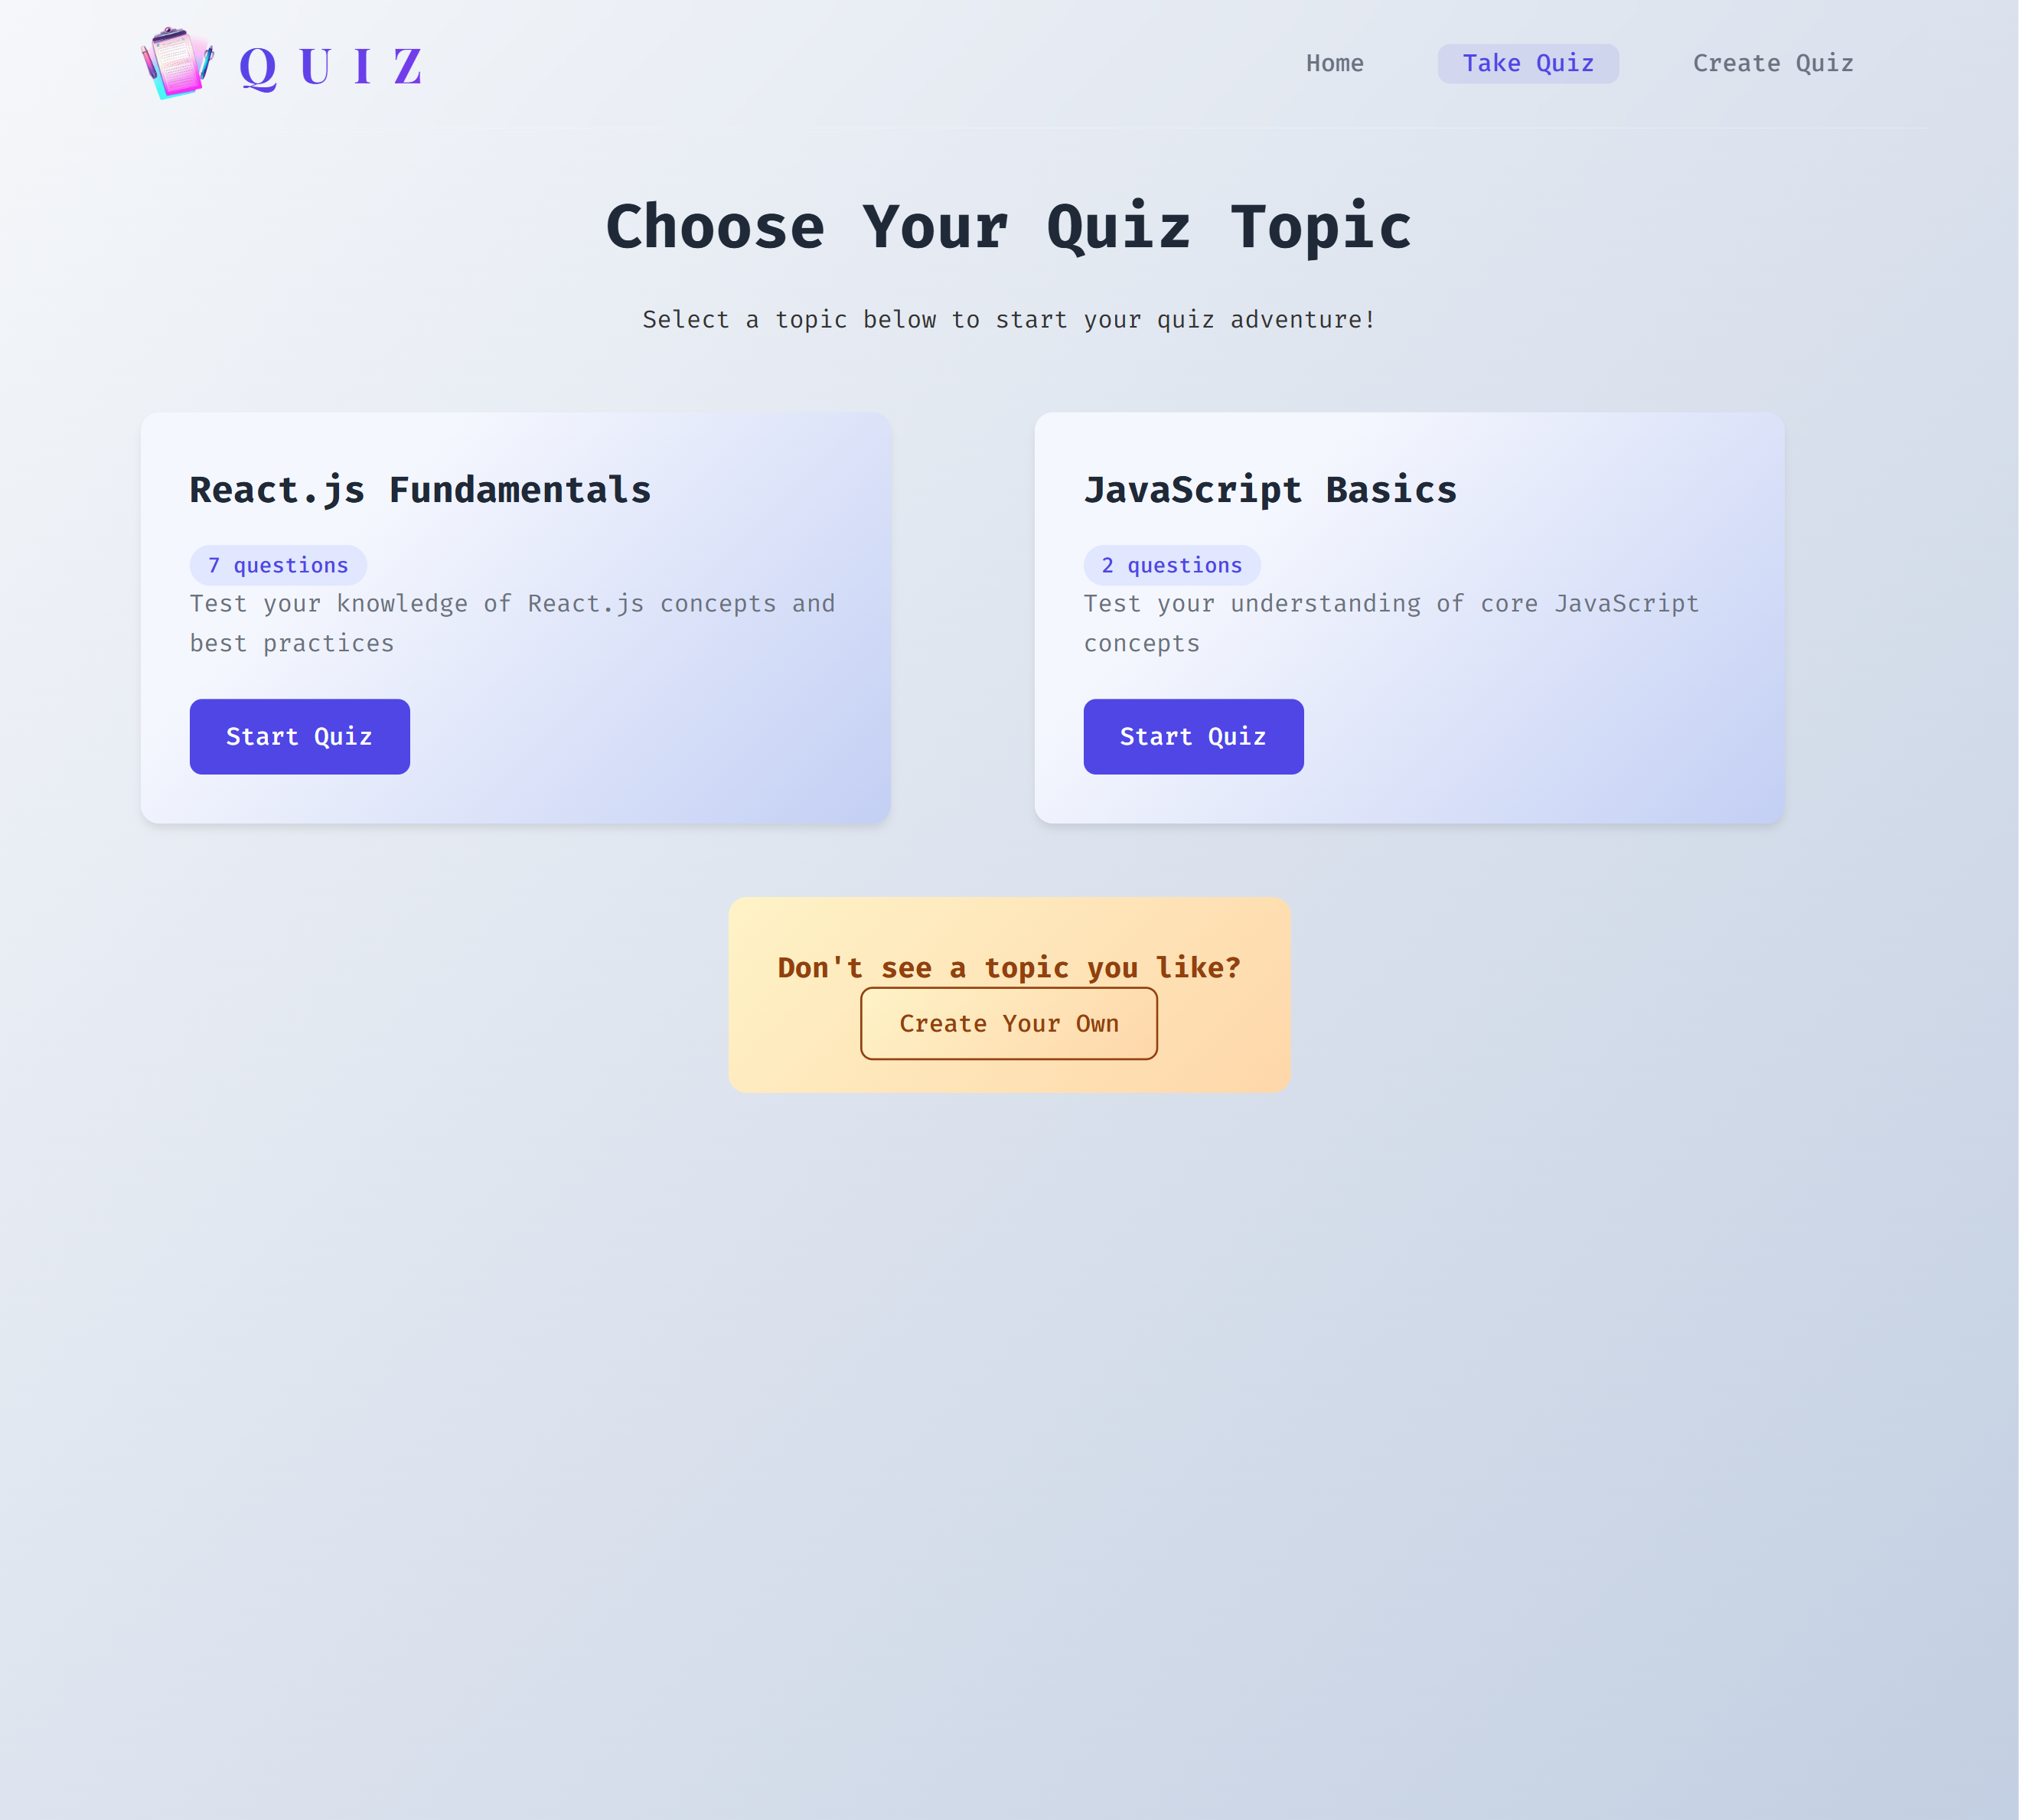 QUIZ
Home
Take Quiz
Create Quiz
Choose Your Quiz Topic
Select a topic below to start your quiz adventure!
React.js Fundamentals
7 questions
Test your knowledge of React.js concepts and
best practices
Start Quiz
JavaScript Basics
2 questions
Test your understanding of core JavaScript
concepts
Start Quiz
Don't see a topic you like?
Create Your Own